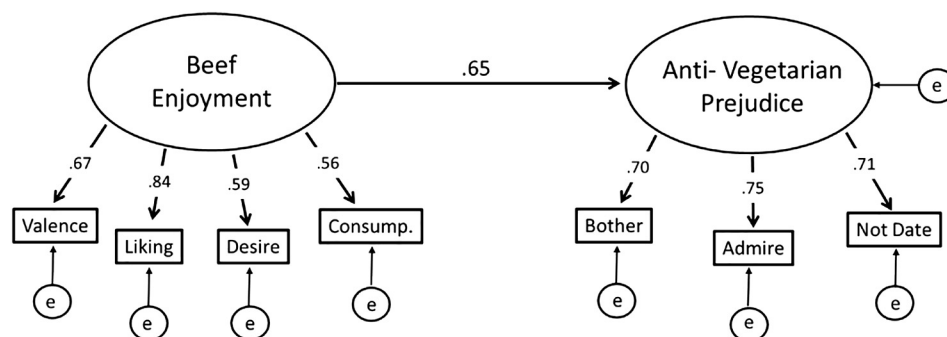 Beef
Enjoyment
.65
Anti- Vegetarian
Prejudice
e
.67
.84
.59
.56
.70
.75
.71
Valence
Liking
Desire
Consump.
Bother
Admire
Not Date
e
e
e
e
e
e
e